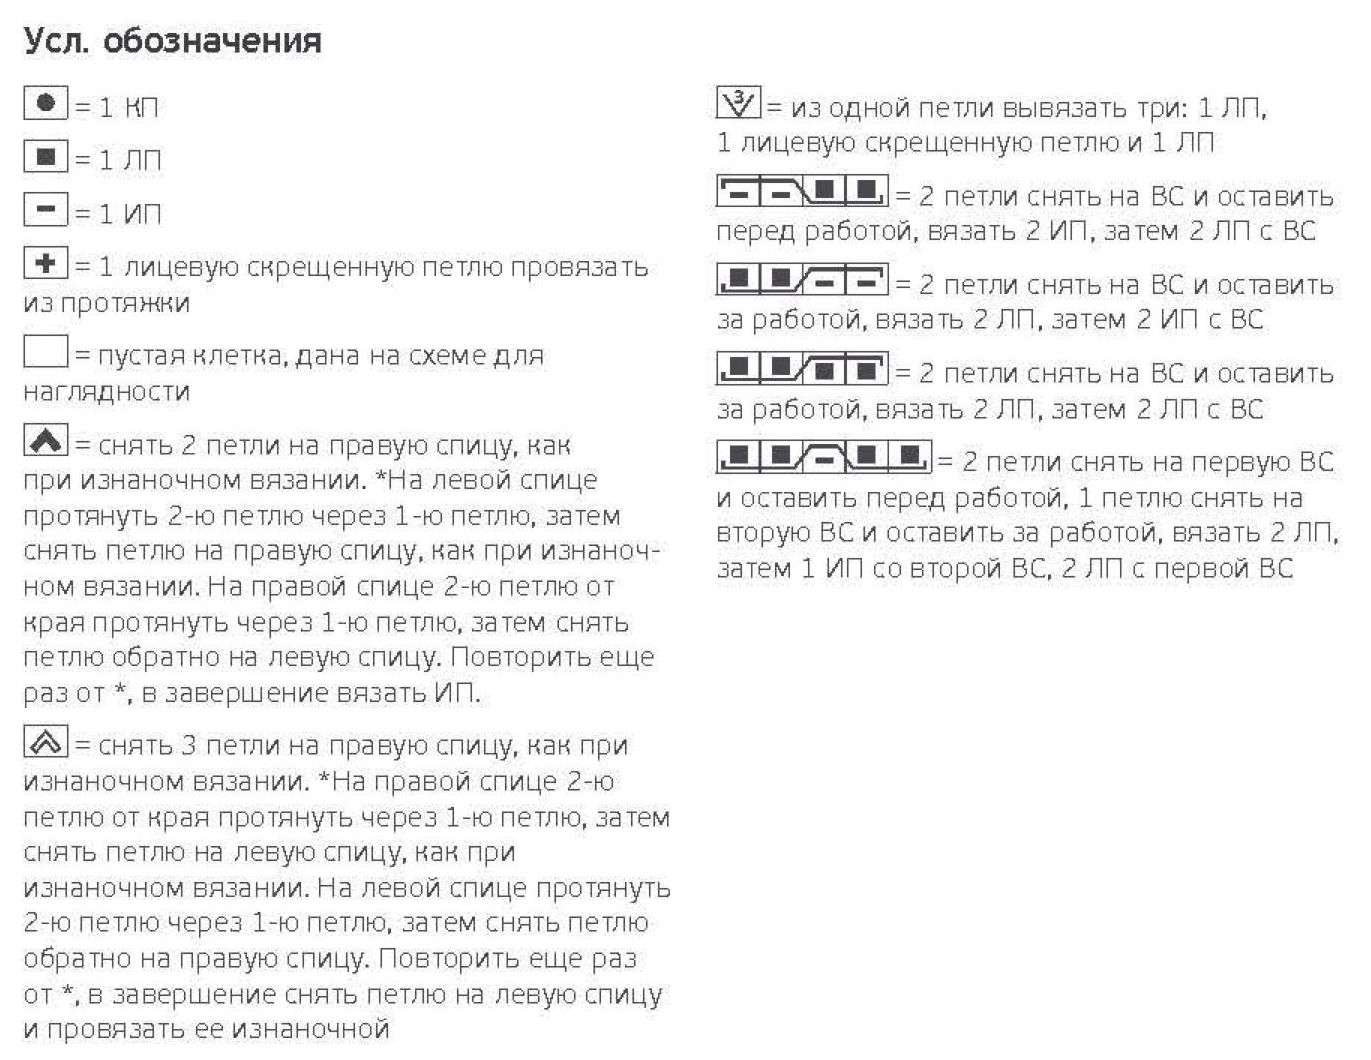 Усл. обозначения
= 1 КП
= 1 ЛП
= 1 ИП
= 1 лицевую скрещенную петлю провязать
из протяжки
= пустая клетка, дана на схеме для
наглядности
= снять 2 петли на правую спицу, как
при изнаночном вязании. *На левой спице
протянуть 2-ю петлю через 1-ю петлю, затем
снять петлю на правую спицу, как при изнаноч-
ном вязании. На правой спице 2-ю петлю от
края протянуть через 1-ю петлю, затем снять
петлю обратно на левую спицу. Повторить еще
раз от *, в завершение вязать ИП.
= снять 3 петли на правую спицу, как при
изнаночном вязании. *На правой спице 2-ю
петлю от края протянуть через 1-ю петлю, затем
снять петлю на левую спицу, как при
изнаночном вязании. На левой спице протянуть
2-ю петлю через 1-ю петлю, затем снять петлю
обратно на правую спицу. Повторить еще раз
от *, в завершение снять петлю на левую спицу
и провязать ее изнаночной
3 = из одной петли вывязать три: 1 ЛП,
1 лицевую скрещенную петлю и 1 ЛП
= 2 петли снять на ВС и оставить
перед работой, вязать 2 ИП, затем 2 ЛП с ВС
= 2 петли снять на ВС и оставить
за работой, вязать 2 ЛП, затем 2 ИП с ВС
= 2 петли снять на ВС и оставить
за работой, вязать 2 ЛП, затем 2 ЛП с ВС
= 2 петли снять на первую ВС
и оставить перед работой, 1 петлю снять на
вторую ВС и оставить за работой, вязать 2 ЛП,
затем 1 ИП со второй ВС, 2 ЛП с первой ВС